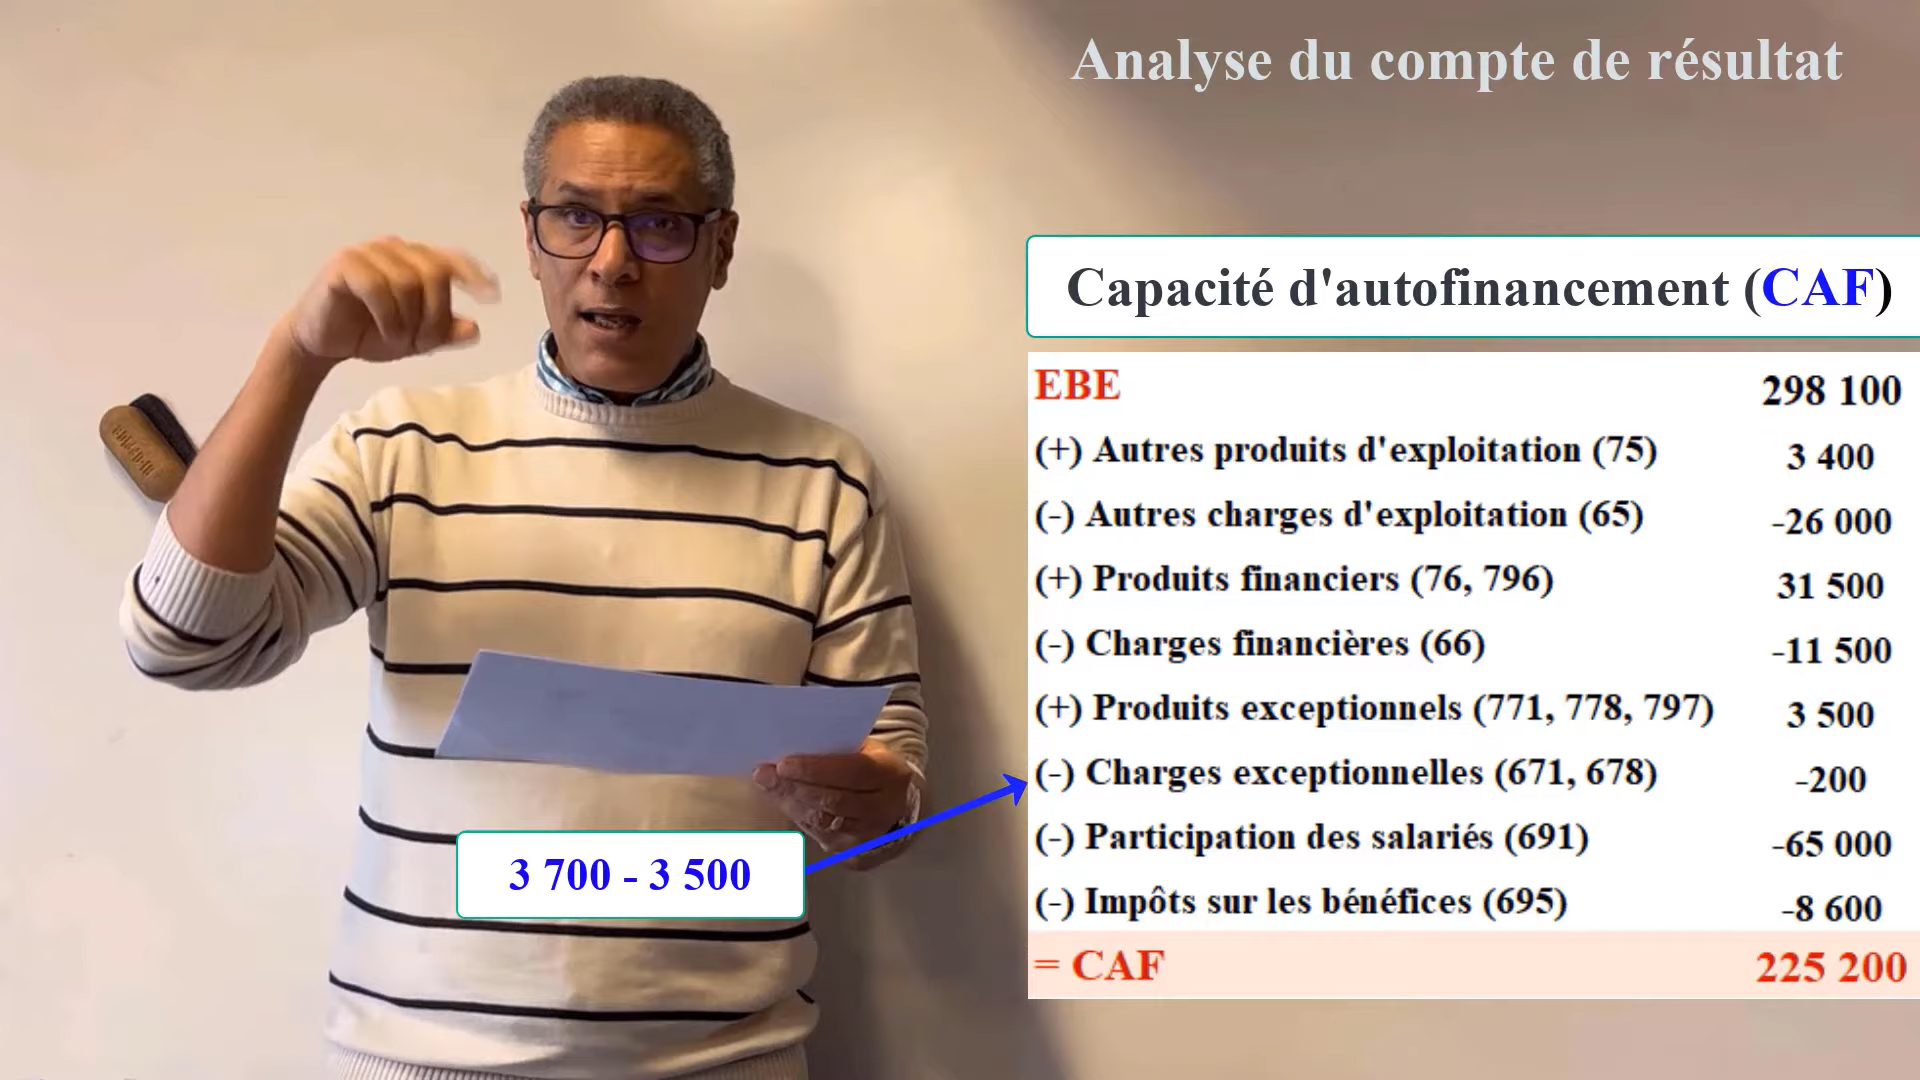 Analyse du compte de résultat
Capacité d'autofinancement (CAF)
EBE 298 100
(+) Autres produits d'exploitation (75) 3 400
(-) Autres charges d'exploitation (65) -26 000
(+) Produits financiers (76, 796) 31 500
(-) Charges financières (66) -11 500
(+) Produits exceptionnels (771, 778, 797) 3 500
(-) Charges exceptionnelles (671, 678) -200
(-) Participation des salariés (691) -65 000
(-) Impôts sur les bénéfices (695) -8 600
= CAF 225 200
3 700 - 3 500